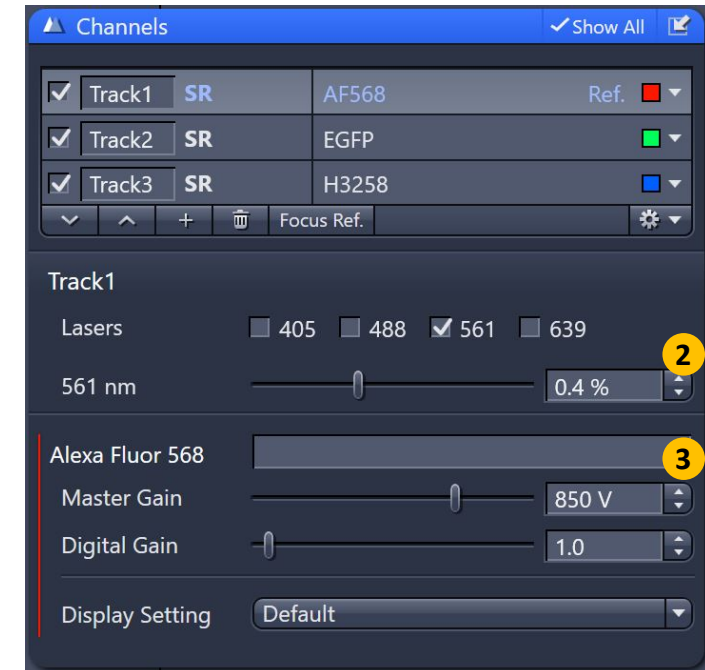 Channels Show All
Track1 SR AF568 Ref.
Track2 SR EGFP
Track3 SR H3258
+ Focus Ref.
Track1
Lasers 405 488 561 639
2
561 nm 0.4 %
Alexa Fluor 568 3
Master Gain 850 V
Digital Gain 1.0
Display Setting Default